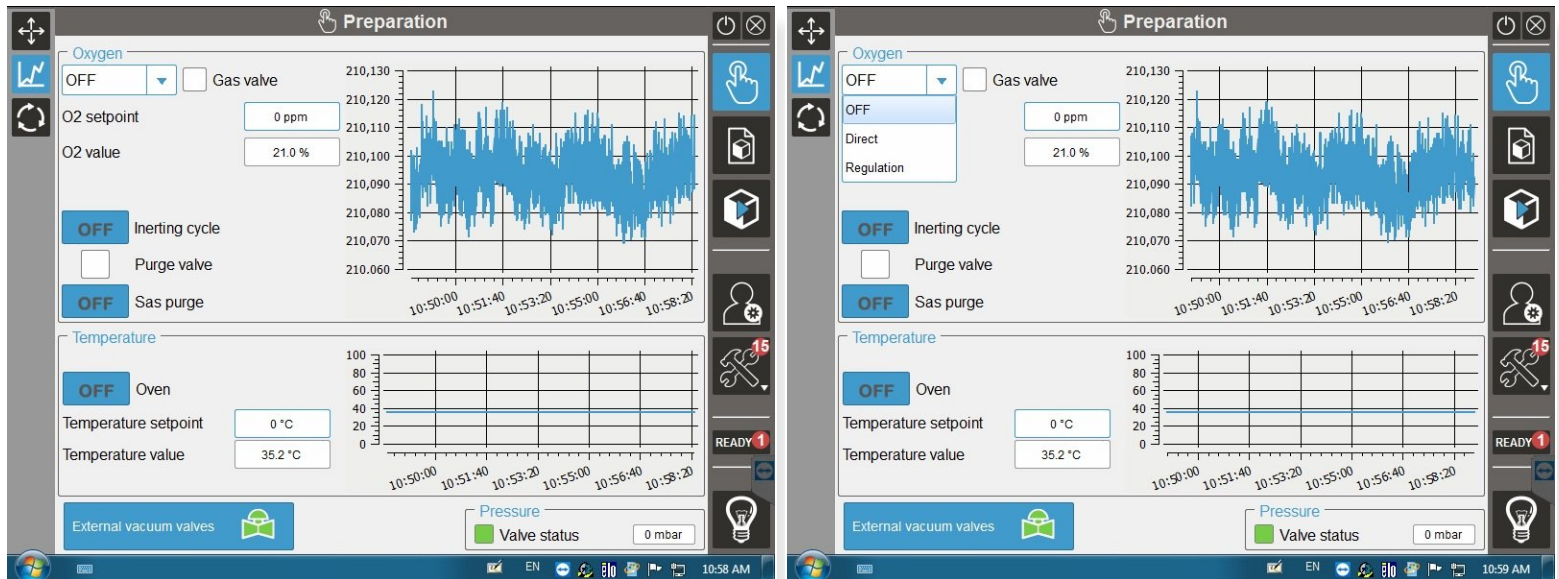 Preparation
Oxygen
OFF
Gas valve
O2 setpoint
0 ppm
O2 value
21.0 %
OFF Inerting cycle
Purge valve
OFF Sas purge
210,130
210,120
210,110
210,100
210,090
210,080
210,070
210.060
10:50:00 10:51:40 10:53:20 10:55:00 10:56:40 10:58:20
Temperature
OFF Oven
Temperature setpoint
0 °C
Temperature value
35.2 °C
100
80
60
40
20
0
10:50:00 10:51:40 10:53:20 10:55:00 10:56:40 10:58:20
External vacuum valves
Pressure
Valve status
0 mbar
15
READY 1
EN
10:58 AM
Preparation
Oxygen
OFF
Gas valve
OFF
Direct
Regulation
0 ppm
21.0 %
OFF Inerting cycle
Purge valve
OFF Sas purge
210,130
210,120
210,110
210,100
210,090
210,080
210,070
210.060
10:50:00 10:51:40 10:53:20 10:55:00 10:56:40 10:58:20
Temperature
OFF Oven
Temperature setpoint
0 °C
Temperature value
35.2 °C
100
80
60
40
20
0
10:50:00 10:51:40 10:53:20 10:55:00 10:56:40 10:58:20
External vacuum valves
Pressure
Valve status
0 mbar
15
READY 1
EN
10:59 AM